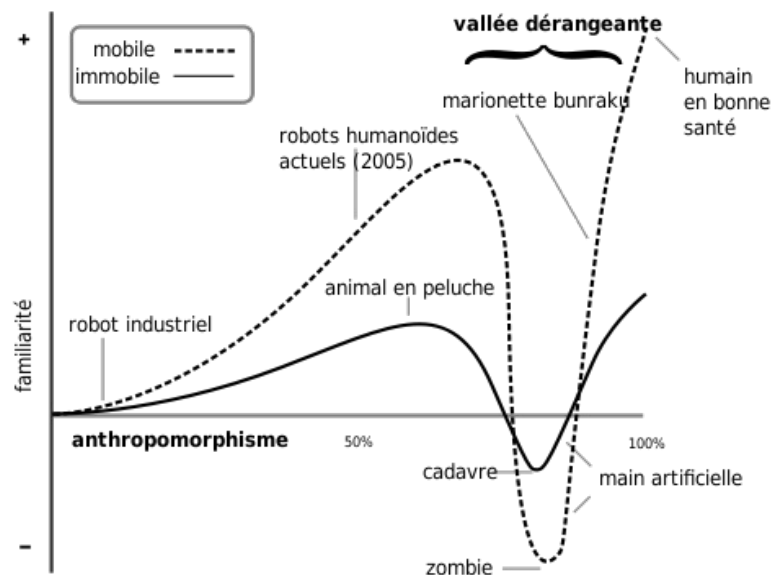 vallée dérangeante
+
mobile
immobile
humain
en bonne
santé
marionette bunraku
robots humanoïdes
actuels (2005)
animal en peluche
robot industriel
familiarité
anthropomorphisme
50%
100%
cadavre
main artificielle
–
zombie